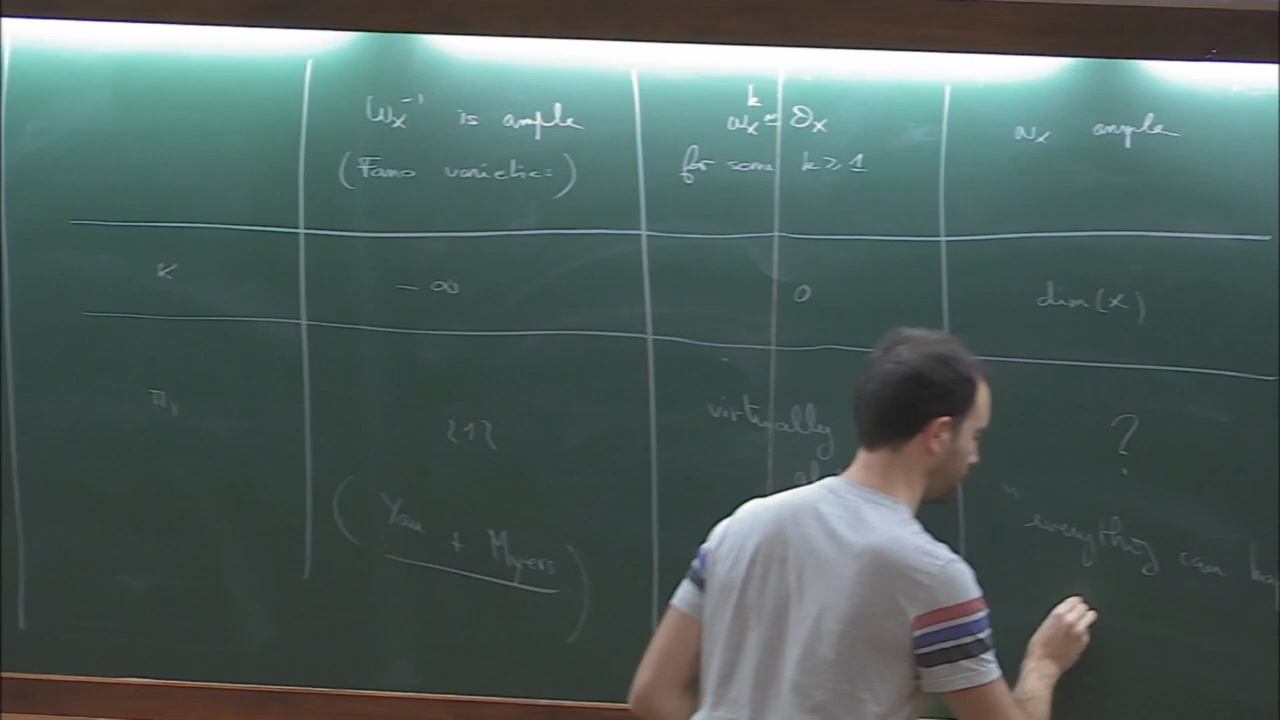 ω_X^{-1} is ample
(Fano varieties)
ω_X^k ≃ O_X
for some k ≥ 1
ω_X ample
κ
- ∞
0
dim(X)
π_1
{1}
(Yau + Myers)
virtually
?
"everything can